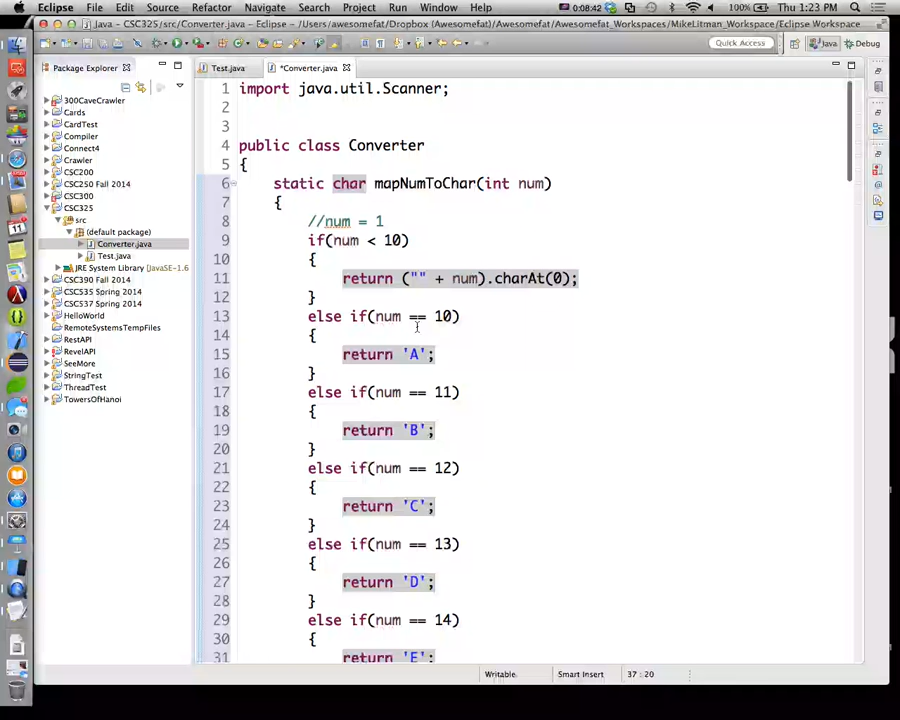 Eclipse File Edit Source Refactor Navigate Search Project Run Window Help 0:08:42 100% Thu 1:23 PM
Java - CSC325/src/Converter.java - Eclipse - /Users/awesomefat/Dropbox (Awesomefat)/Awesomefat_Workspaces/MikeLitman_Workspace/Eclipse Workspace
Quick Access Java Debug
Package Explorer
300CaveCrawler
Cards
CardTest
Compiler
Connect4
Crawler
CSC200
CSC250 Fall 2014
CSC300
CSC325
src
(default package)
Converter.java
Test.java
JRE System Library [JavaSE-1.6
CSC390 Fall 2014
CSC535 Spring 2014
CSC537 Spring 2014
HelloWorld
RemoteSystemsTempFiles
RestAPI
RevelAPI
SeeMore
StringTest
ThreadTest
TowersOfHanoi
Test.java *Converter.java
1 import java.util.Scanner;
2
3
4 public class Converter
5 {
6 static char mapNumToChar(int num)
7 {
8 //num = 1
9 if(num < 10)
10 {
11 return ("" + num).charAt(0);
12 }
13 else if(num == 10)
14 {
15 return 'A';
16 }
17 else if(num == 11)
18 {
19 return 'B';
20 }
21 else if(num == 12)
22 {
23 return 'C';
24 }
25 else if(num == 13)
26 {
27 return 'D';
28 }
29 else if(num == 14)
30 {
31 return 'E';
Writable Smart Insert 37 : 20